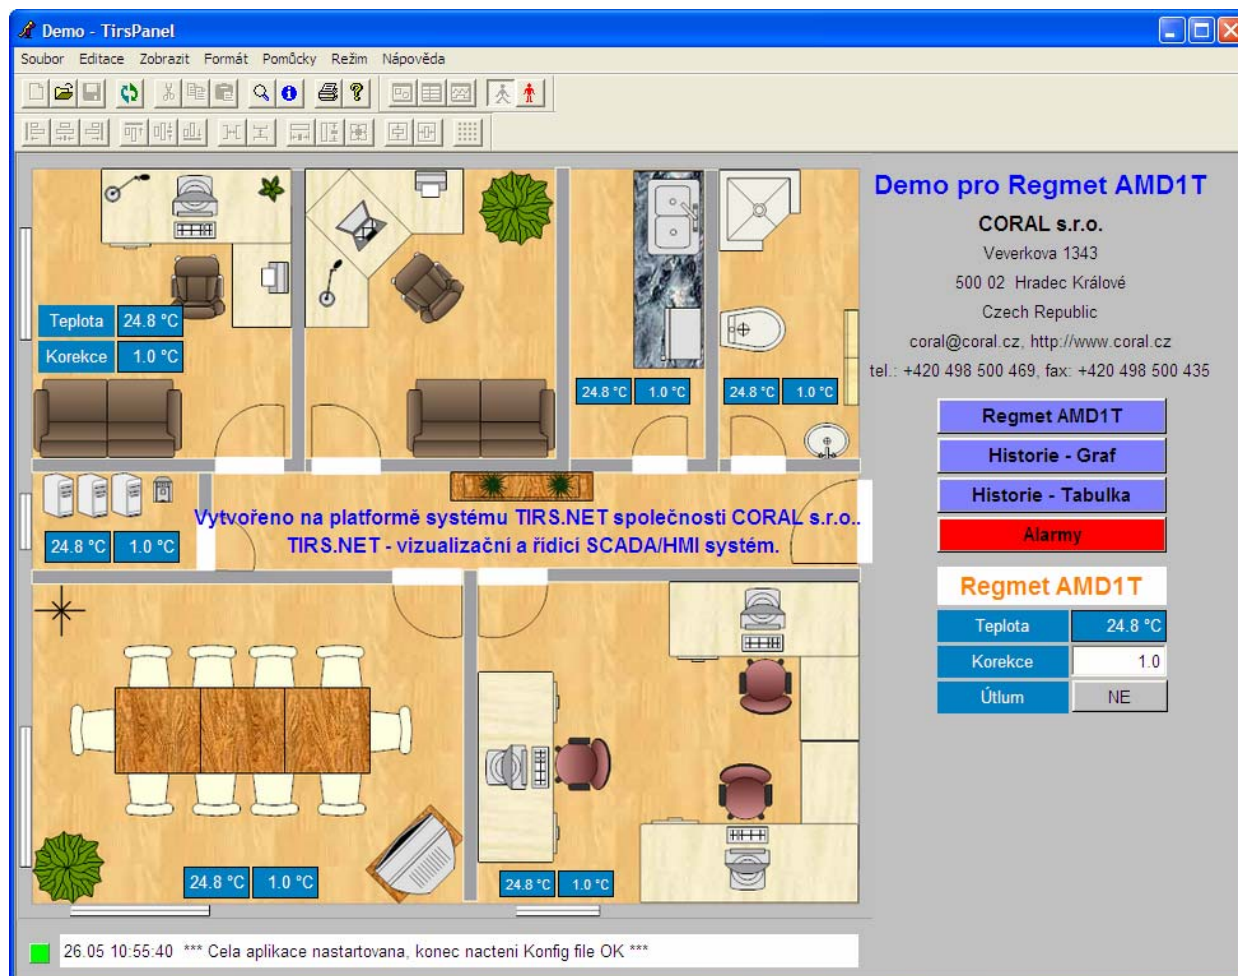 Demo - TirsPanel
Soubor Editace Zobrazit Formát Pomůcky Režim Nápověda
Demo pro Regmet AMD1T
CORAL s.r.o.
Veverkova 1343
500 02 Hradec Králové
Czech Republic
coral@coral.cz, http://www.coral.cz
tel.: +420 498 500 469, fax: +420 498 500 435
Teplota 24.8 °C
Korekce 1.0 °C
24.8 °C 1.0 °C
24.8 °C 1.0 °C
Regmet AMD1T
Historie - Graf
Historie - Tabulka
Alarmy
Vytvořeno na platformě systému TIRS.NET společnosti CORAL s.r.o..
TIRS.NET - vizualizační a řídicí SCADA/HMI systém.
24.8 °C 1.0 °C
Regmet AMD1T
Teplota 24.8 °C
Korekce 1.0
Útlum NE
24.8 °C 1.0 °C
24.8 °C 1.0 °C
26.05 10:55:40 *** Cela aplikace nastartovana, konec nacteni Konfig file OK ***